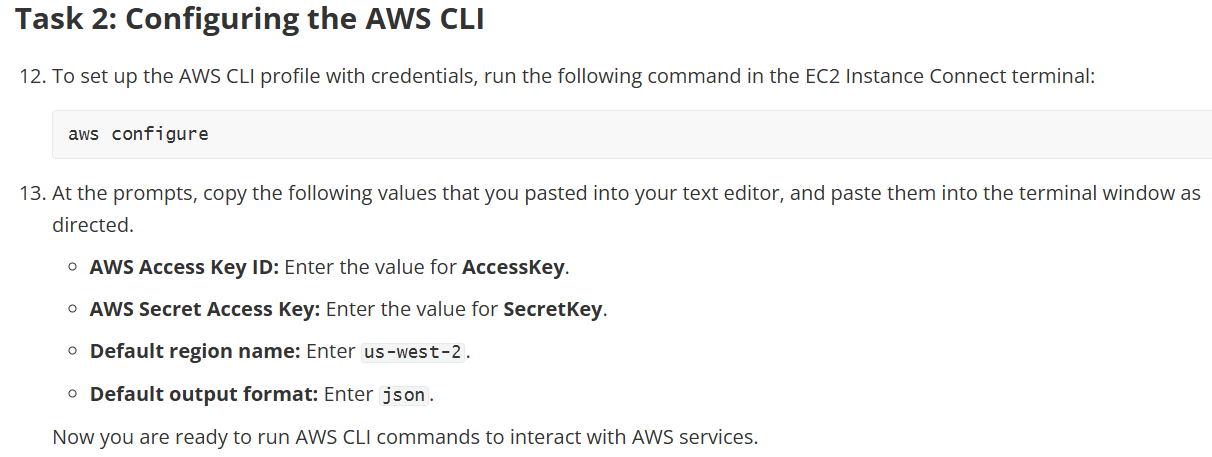 Task 2: Configuring the AWS CLI
12. To set up the AWS CLI profile with credentials, run the following command in the EC2 Instance Connect terminal:
aws configure
13. At the prompts, copy the following values that you pasted into your text editor, and paste them into the terminal window as
directed.
◦ AWS Access Key ID: Enter the value for AccessKey.
◦ AWS Secret Access Key: Enter the value for SecretKey.
◦ Default region name: Enter us-west-2.
◦ Default output format: Enter json.
Now you are ready to run AWS CLI commands to interact with AWS services.